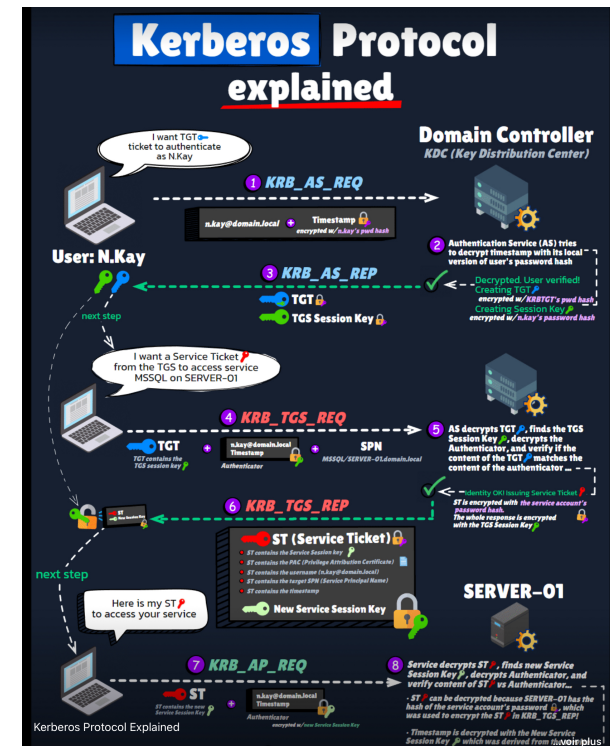 Kerberos Protocol
explained
I want TGT
ticket to authenticate
as N.Kay
Domain Controller
KDC (Key Distribution Center)
1 KRB_AS_REQ
n.kay@domain.local + Timestamp
encrypted w/n.kay's pwd hash
User: N.Kay
2 Authentication Service (AS) tries
to decrypt timestamp with its local
version of user's password hash
3 KRB_AS_REP
Decrypted. User verified!
Creating TGT
encrypted w/KRBTGT's pwd hash
Creating Session Key
encrypted w/n.kay's password hash
TGT
TGS Session Key
next step
I want a Service Ticket
from the TGS to access service
MSSQL on SERVER-01
4 KRB_TGS_REQ
TGT
TGT contains the
TGS session key
+
n.kay@domain.local
Timestamp
Authenticator
+
SPN
MSSQL/SERVER-01.domain.local
5 AS decrypts TGT, finds the TGS
Session Key, decrypts the
Authenticator, and verify if the
content of the TGT matches the
content of the authenticator ...
Identity OK! Issuing Service Ticket
ST is encrypted with the service account's
password hash.
The whole response is encrypted
with the TGS Session Key
6 KRB_TGS_REP
ST
New Service Session Key
ST (Service Ticket)
ST contains the Service Session key
ST contains the PAC (Privilege Attribution Certificate)
ST contains the username (n.kay@domain.local)
ST contains the target SPN (Service Principal Name)
ST contains the timestamp
New Service Session Key
next step
Here is my ST
to access your service
SERVER-01
7 KRB_AP_REQ
ST
ST contains the new
Service Session Key
+
n.kay@domain.local
Timestamp
Authenticator
encrypted w/new Service Session Key
8 Service decrypts ST, finds new Service
Session Key, decrypts Authenticator, and
verify content of ST vs Authenticator...
- ST can be decrypted because SERVER-01 has the
hash of the service account's password, which
was used to encrypt the ST in KRB_TGS_REP!
- Timestamp is decrypted with the New Service
Session Key which was derived from
Kerberos Protocol Explained
...voir plus